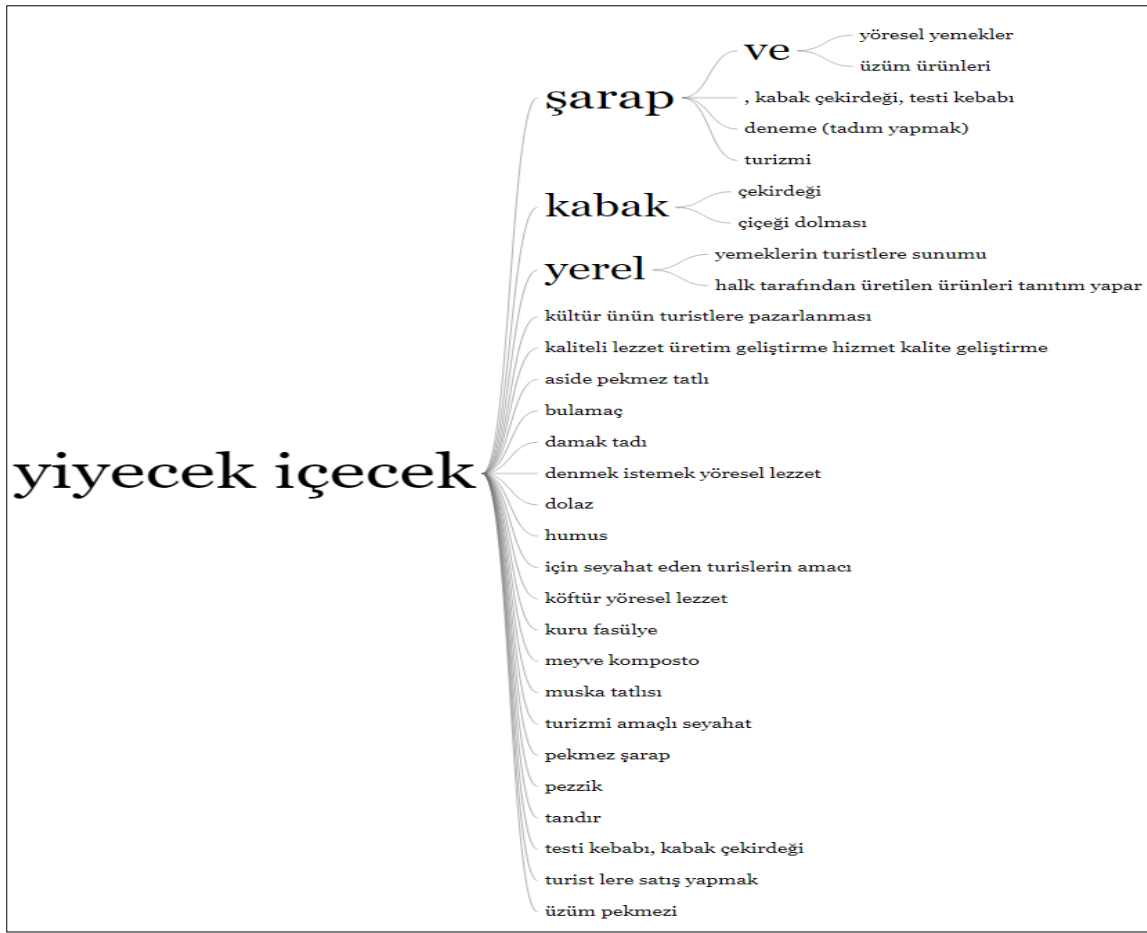 ve
yöresel yemekler
üzüm ürünleri
şarap
, kabak çekirdeği, testi kebabı
deneme (tadım yapmak)
turizmi
kabak
çekirdeği
çiçeği dolması
yerel
yemeklerin turistlere sunumu
halk tarafından üretilen ürünleri tanıtım yapar
kültür ünün turistlere pazarlanması
kaliteli lezzet üretim geliştirme hizmet kalite geliştirme
aside pekmez tatlı
bulamaç
damak tadı
yiyecek içecek
denmek istemek yöresel lezzet
dolaz
humus
için seyahat eden turislerin amacı
köftür yöresel lezzet
kuru fasülye
meyve komposto
muska tatlısı
turizmi amaçlı seyahat
pekmez şarap
pezzik
tandır
testi kebabı, kabak çekirdeği
turist lere satış yapmak
üzüm pekmezi